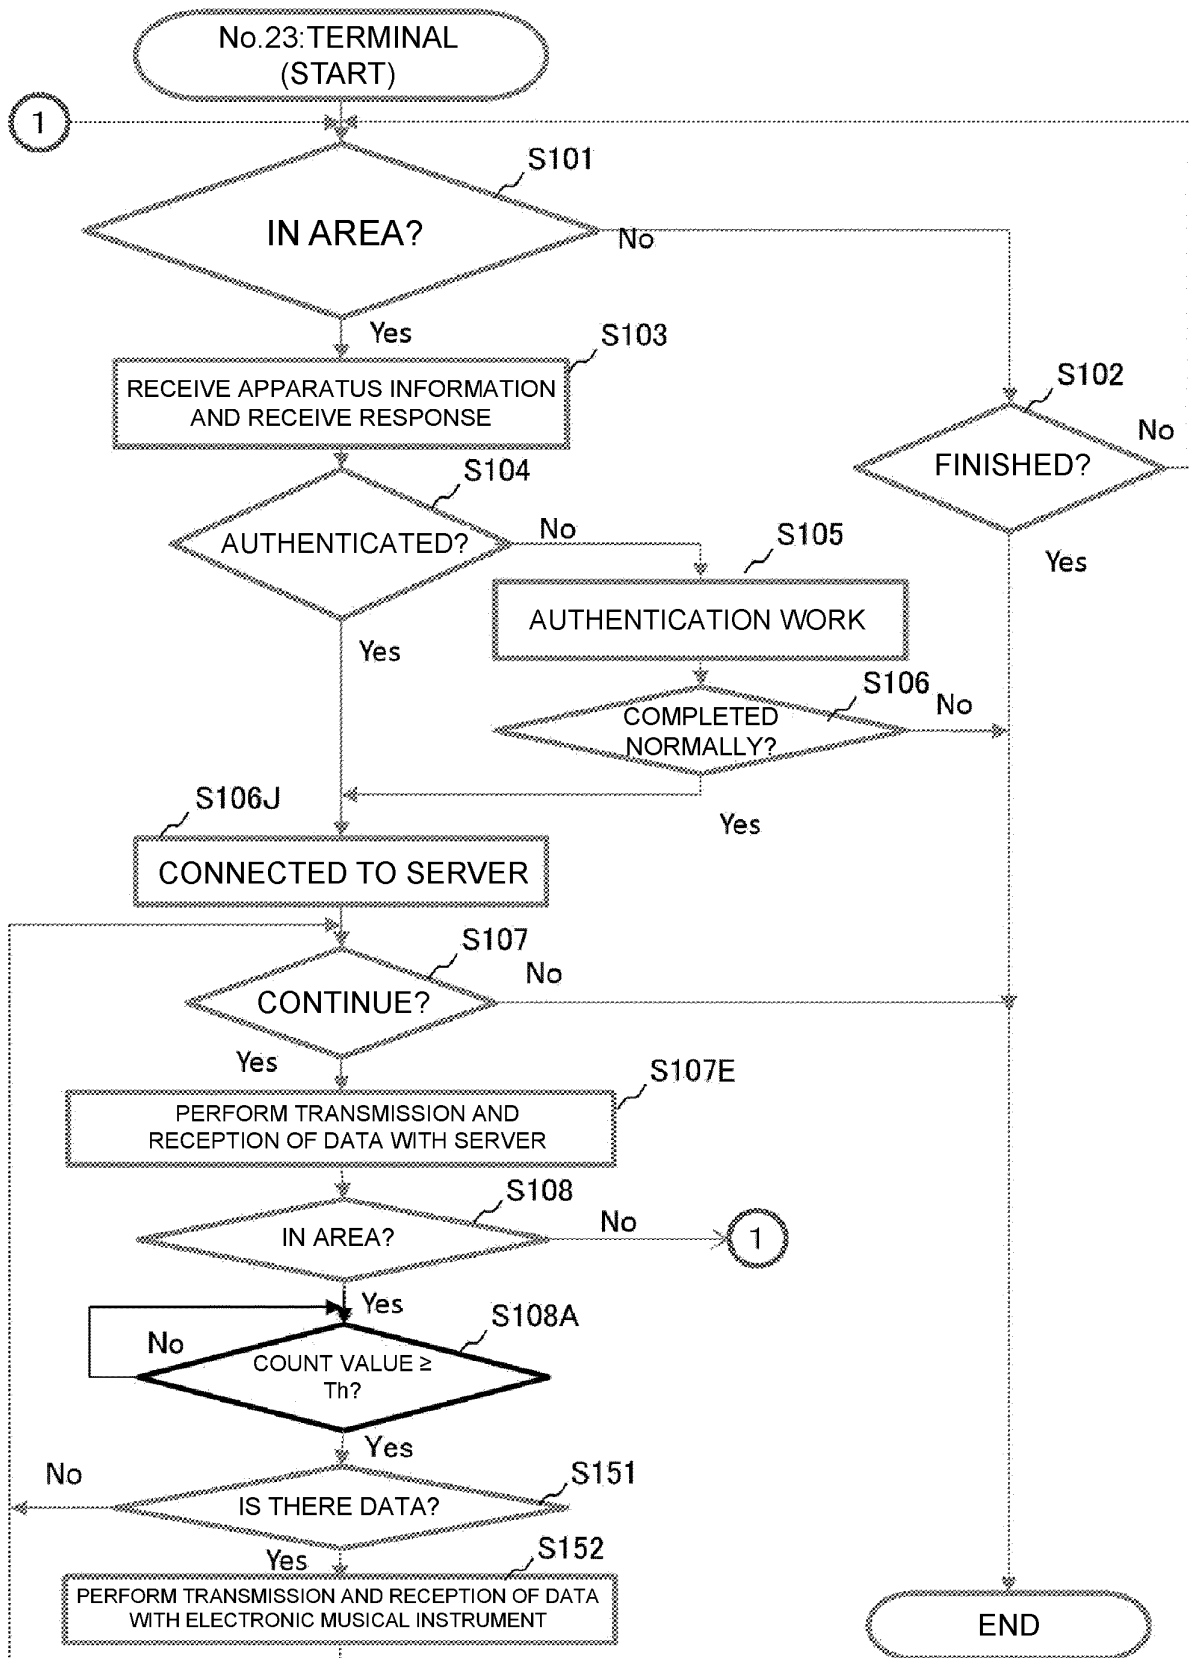 No.23:TERMINAL
(START)
1
S101
IN AREA?
No
Yes
S103
RECEIVE APPARATUS INFORMATION
AND RECEIVE RESPONSE
S102
No
FINISHED?
Yes
S104
AUTHENTICATED?
No
Yes
S105
AUTHENTICATION WORK
S106
No
COMPLETED
NORMALLY?
Yes
S106J
CONNECTED TO SERVER
S107
No
CONTINUE?
Yes
S107E
PERFORM TRANSMISSION AND
RECEPTION OF DATA WITH SERVER
S108
No
IN AREA?
1
Yes
S108A
No
COUNT VALUE ≥
Th?
Yes
No
S151
IS THERE DATA?
Yes
S152
PERFORM TRANSMISSION AND RECEPTION OF DATA
WITH ELECTRONIC MUSICAL INSTRUMENT
END